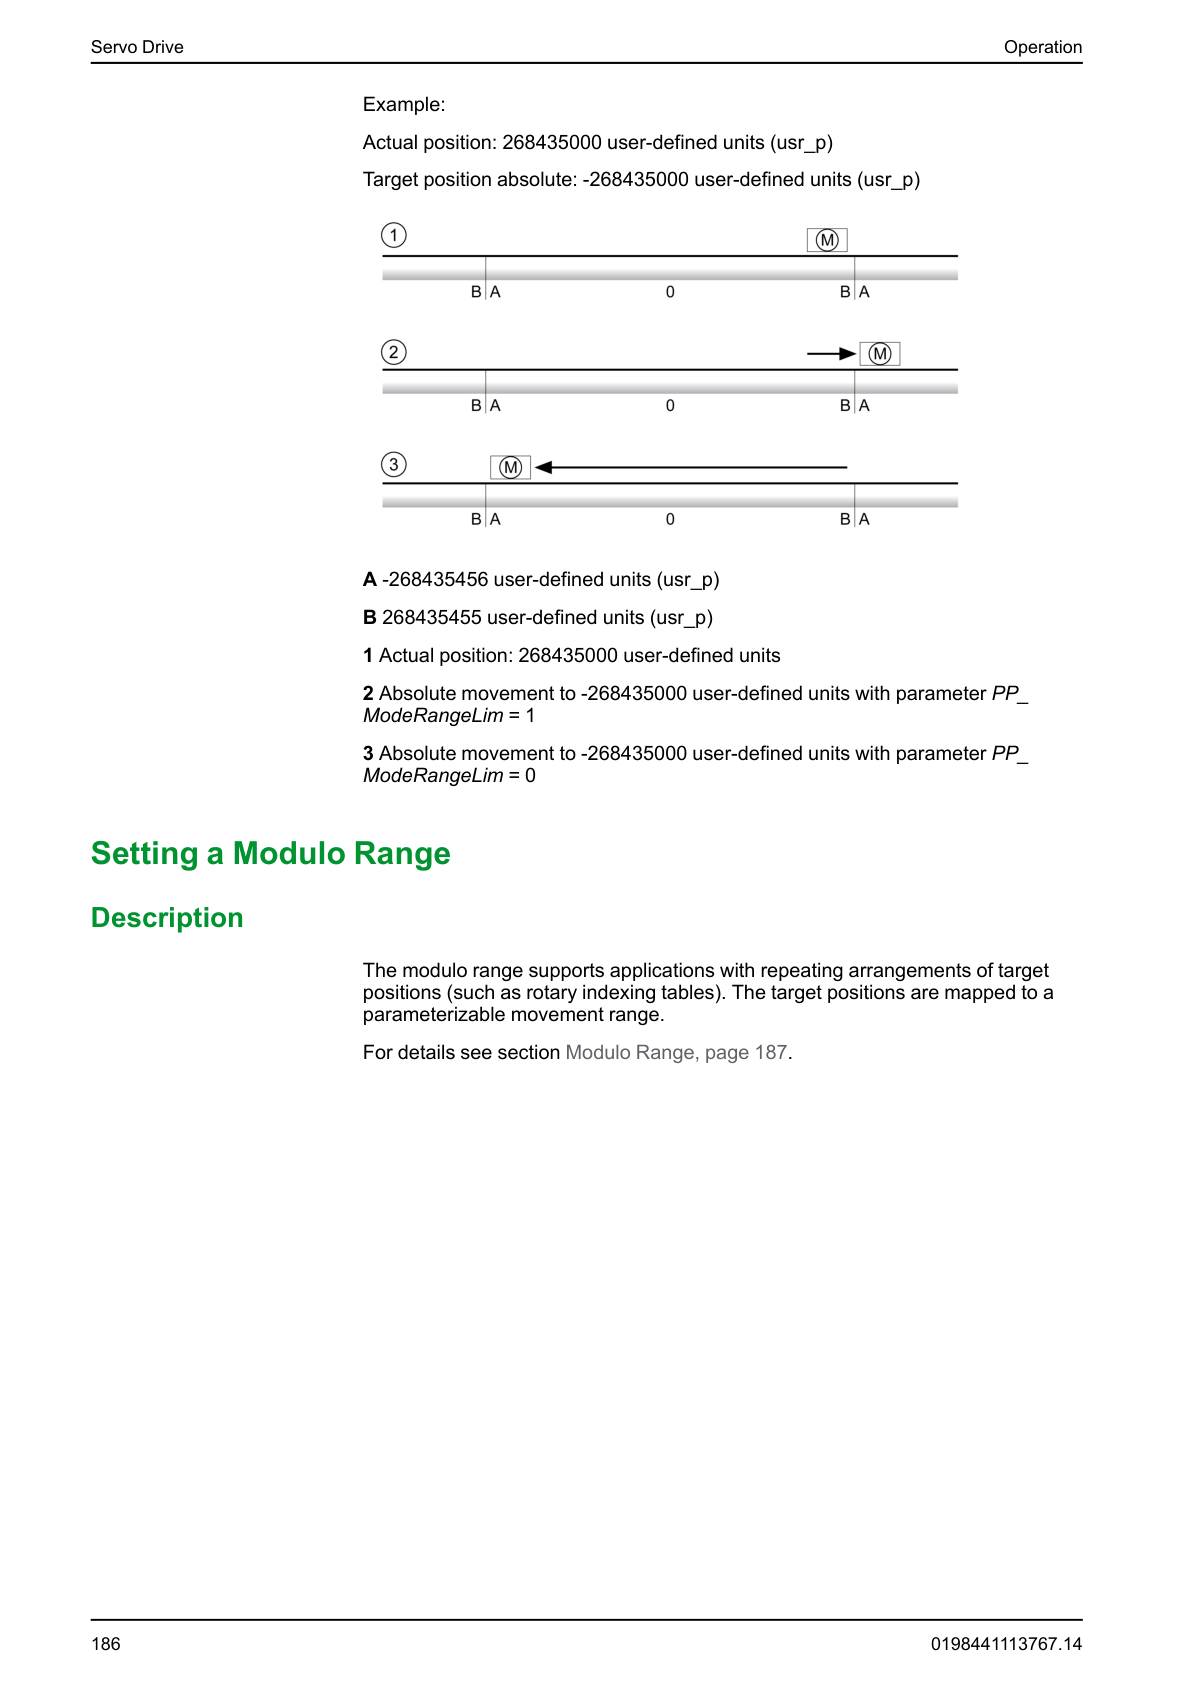 Servo Drive
Operation
Example:
Actual position: 268435000 user-defined units (usr_p)
Target position absolute: -268435000 user-defined units (usr_p)
1
M
B A 0 B A
2
M
B A 0 B A
3
M
B A 0 B A
A -268435456 user-defined units (usr_p)
B 268435455 user-defined units (usr_p)
1 Actual position: 268435000 user-defined units
2 Absolute movement to -268435000 user-defined units with parameter PP_
ModeRangeLim = 1
3 Absolute movement to -268435000 user-defined units with parameter PP_
ModeRangeLim = 0
Setting a Modulo Range
Description
The modulo range supports applications with repeating arrangements of target
positions (such as rotary indexing tables). The target positions are mapped to a
parameterizable movement range.
For details see section Modulo Range, page 187.
186
0198441113767.14